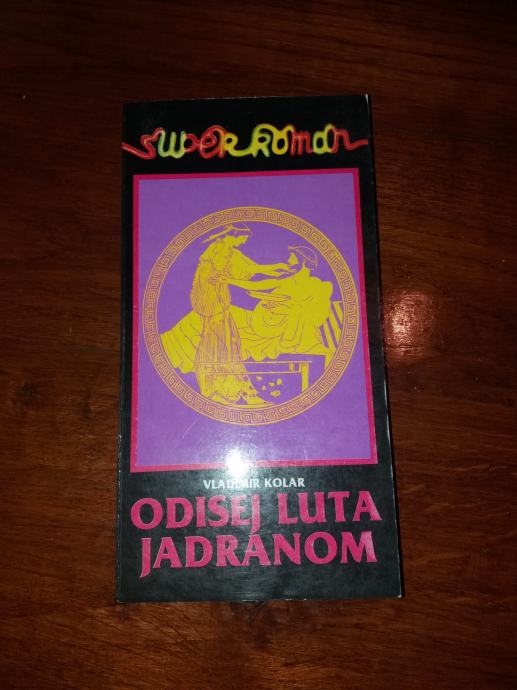 super roman
VLADIMIR KOLAR
ODISEJ LUTA
JADRANOM